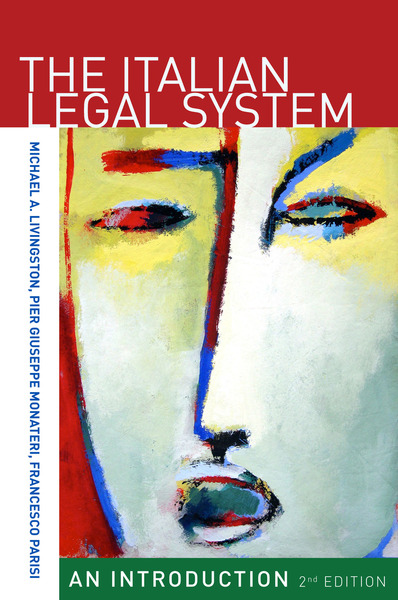 THE ITALIAN
LEGAL SYSTEM
MICHAEL A. LIVINGSTON, PIER GIUSEPPE MONATERI, FRANCESCO PARISI
AN INTRODUCTION 2nd EDITION